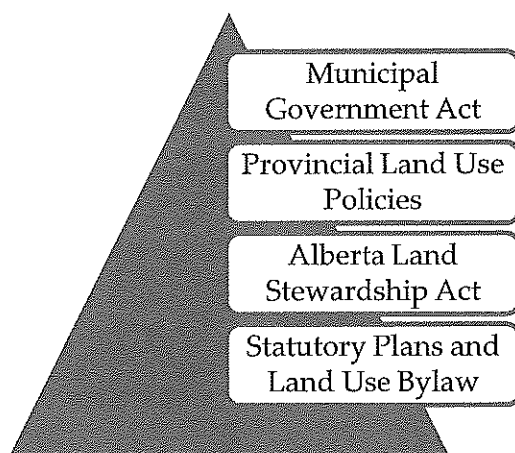 Municipal
Government Act
Provincial Land Use
Policies
Alberta Land
Stewardship Act
Statutory Plans and
Land Use Bylaw